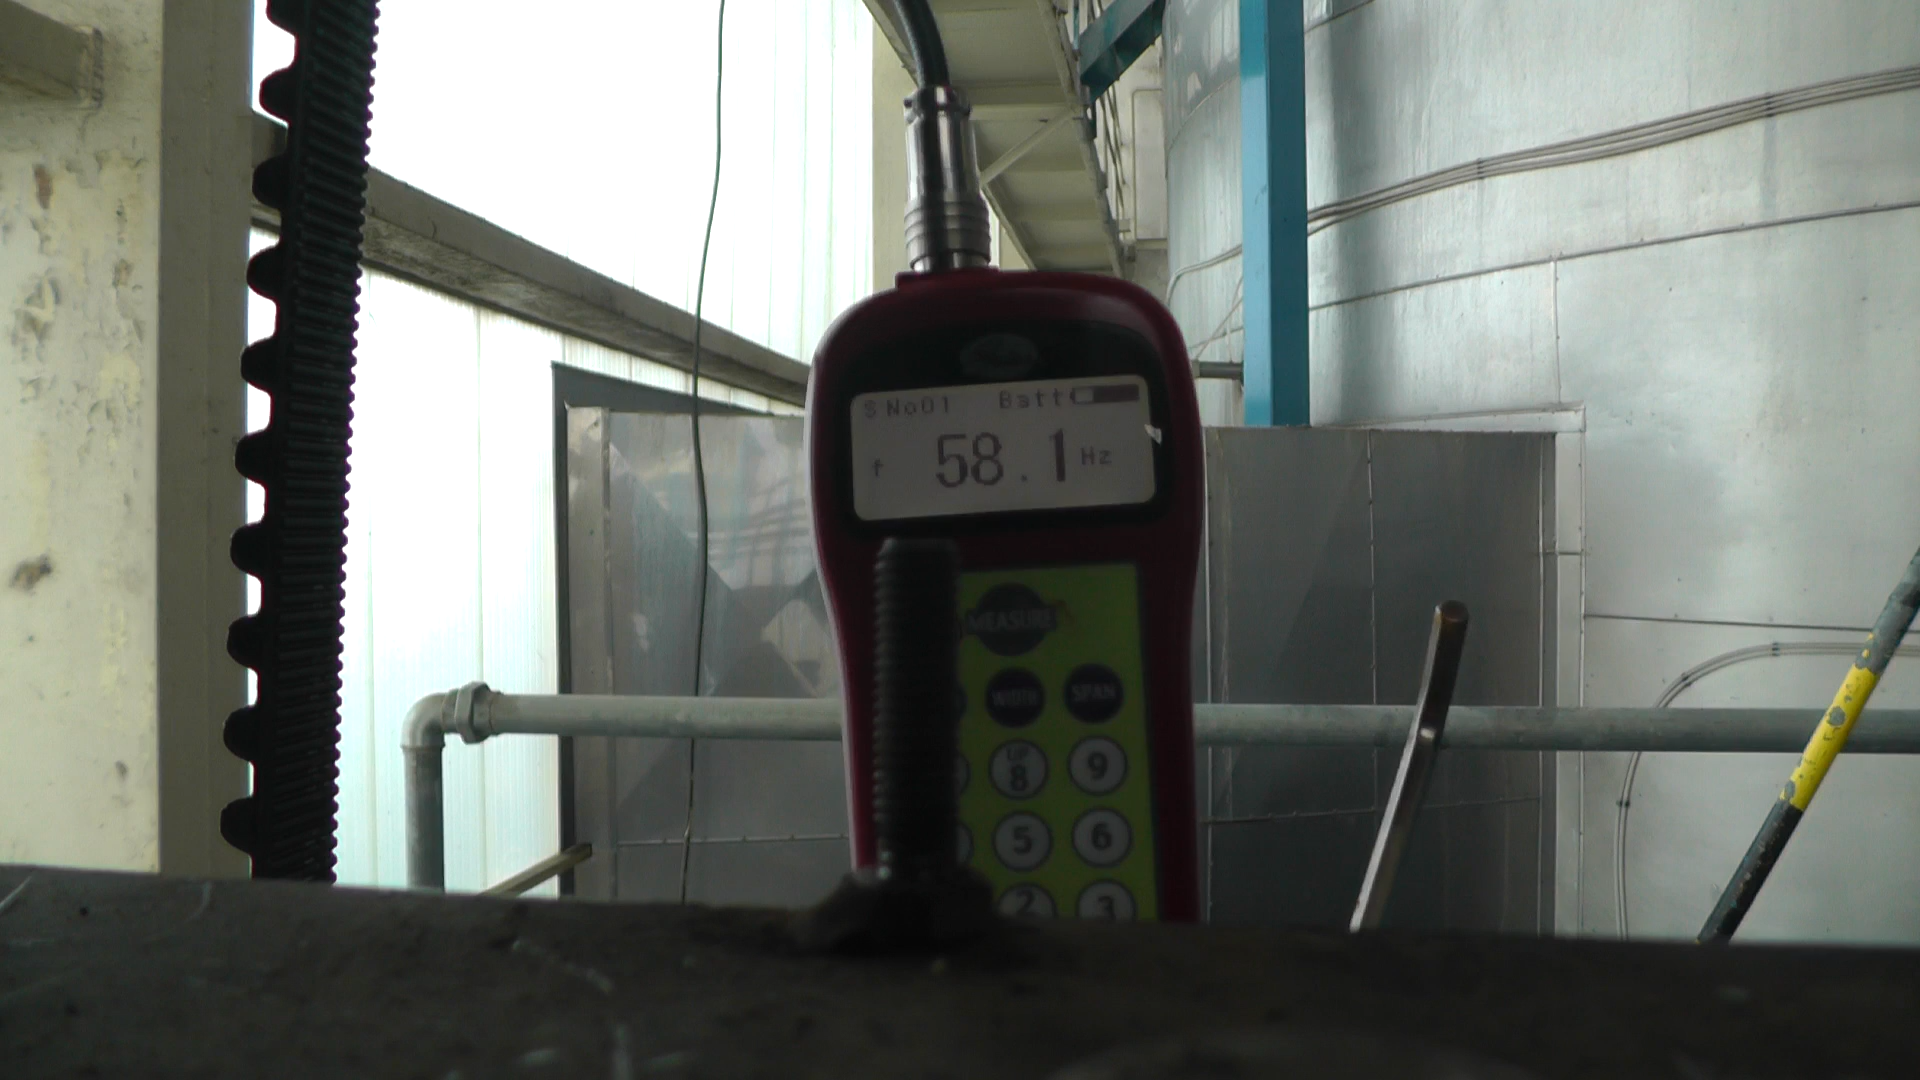 S No01 Batt
f 58.1 Hz
MEASURE
WIDTH SPAN
UP
8 9
5 6
2 3